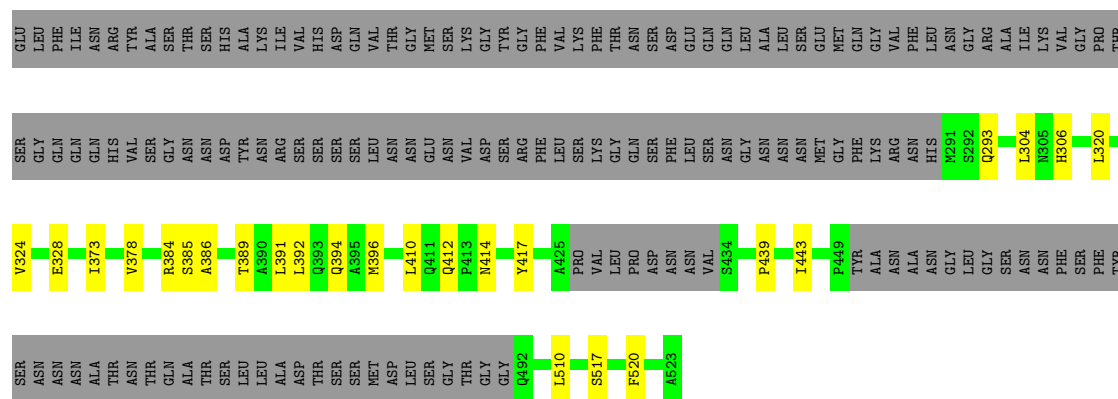 GLU LEU PHE ILE ASN ARG TYR ALA SER THR SER HIS ALA LYS ILE VAL HIS ASP GLN VAL THR GLY MET SER LYS GLY TYR GLY PHE VAL LYS PHE THR ASN SER ASP GLU GLN GLN LEU ALA LEU SER GLU MET GLN GLY VAL PHE LEU ASN GLY ARG ALA ILE LYS VAL GLY PRO THR
SER GLY GLN GLN GLN HIS VAL SER GLY ASN ASN ASP TYR ASN ARG SER SER SER SER LEU ASN ASN GLU ASN VAL ASP SER ARG PHE LEU SER LYS GLY GLN SER PHE LEU SER ASN GLY ASN ASN ASN MET GLY PHE LYS ARG ASN HIS M291 S292 Q293 L304 N305 H306 L320
V324 E328 I373 V378 R384 S385 A386 T389 A390 L391 L392 Q393 Q394 A395 M396 L410 Q411 Q412 P413 N414 Y417 A425 PRO VAL LEU PRO ASP ASN ASN VAL S434 P439 I443 P449 TYR ALA ASN ALA ASN GLY LEU GLY SER ASN ASN PHE SER PHE TYR
SER ASN ASN ASN ALA THR ASN THR GLN ALA THR SER LEU LEU ALA ASP THR SER SER MET ASP LEU SER GLY THR GLY GLY Q492 L510 S517 F520 A523